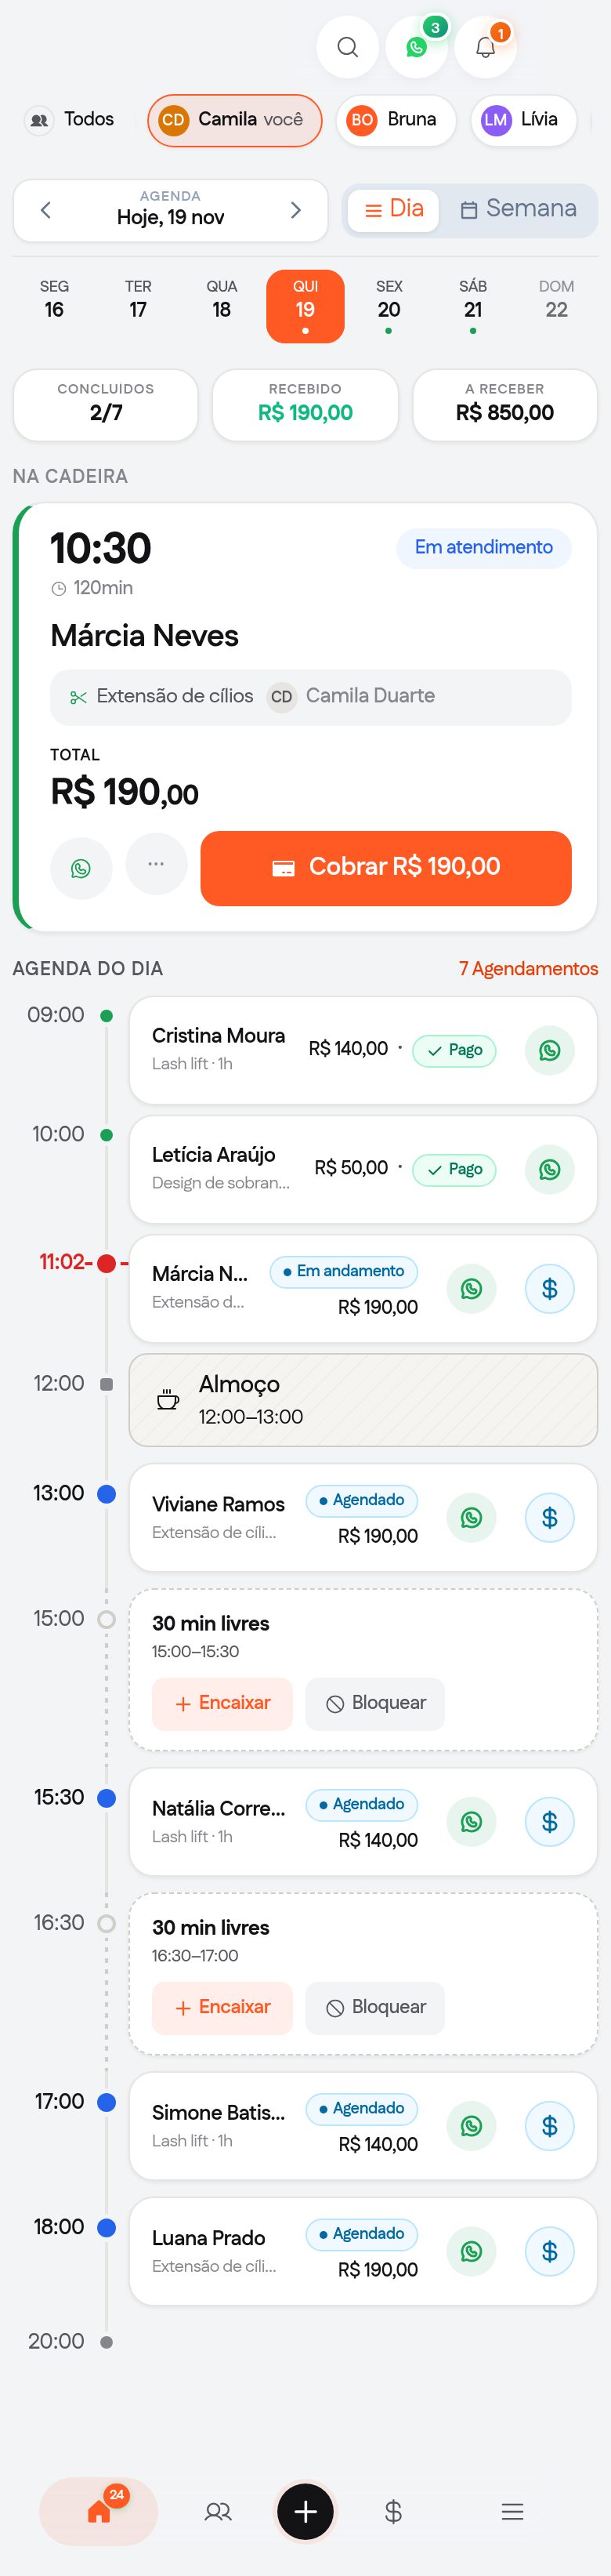 3
1
Todos
CD Camila você
BO Bruna
LM Lívia
AGENDA
Hoje, 19 nov
Dia
Semana
SEG TER QUA QUI SEX SÁB DOM
16 17 18 19 20 21 22
CONCLUIDOS
2/7
RECEBIDO
R$ 190,00
A RECEBER
R$ 850,00
NA CADEIRA
10:30
Em atendimento
120min
Márcia Neves
Extensão de cílios CD Camila Duarte
TOTAL
R$ 190,00
Cobrar R$ 190,00
AGENDA DO DIA
7 Agendamentos
09:00
Cristina Moura
Lash lift · 1h
R$ 140,00 · Pago
10:00
Letícia Araújo
Design de sobran...
R$ 50,00 · Pago
11:02
Márcia N...
Extensão d...
Em andamento
R$ 190,00
12:00
Almoço
12:00–13:00
13:00
Viviane Ramos
Extensão de cíli...
Agendado
R$ 190,00
15:00
30 min livres
15:00–15:30
Encaixar
Bloquear
15:30
Natália Corre...
Lash lift · 1h
Agendado
R$ 140,00
16:30
30 min livres
16:30–17:00
Encaixar
Bloquear
17:00
Simone Batis...
Lash lift · 1h
Agendado
R$ 140,00
18:00
Luana Prado
Extensão de cíli...
Agendado
R$ 190,00
20:00
24